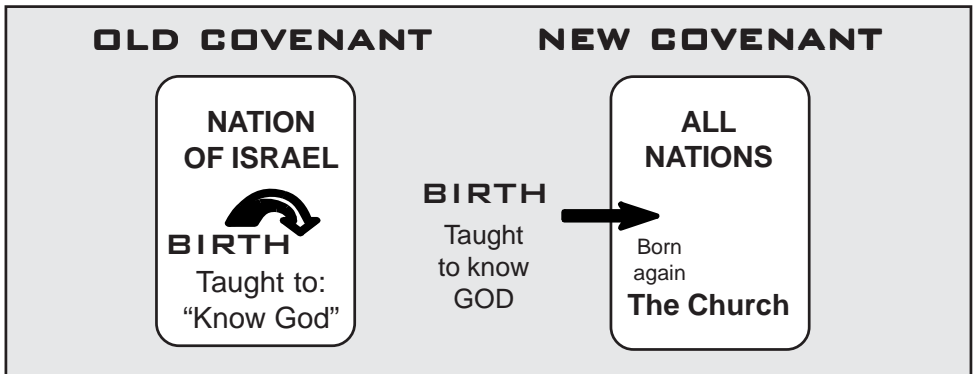 OLD COVENANT
NEW COVENANT
NATION
OF ISRAEL
BIRTH
Taught to:
“Know God”
BIRTH
Taught
to know
GOD
ALL
NATIONS
Born
again
The Church